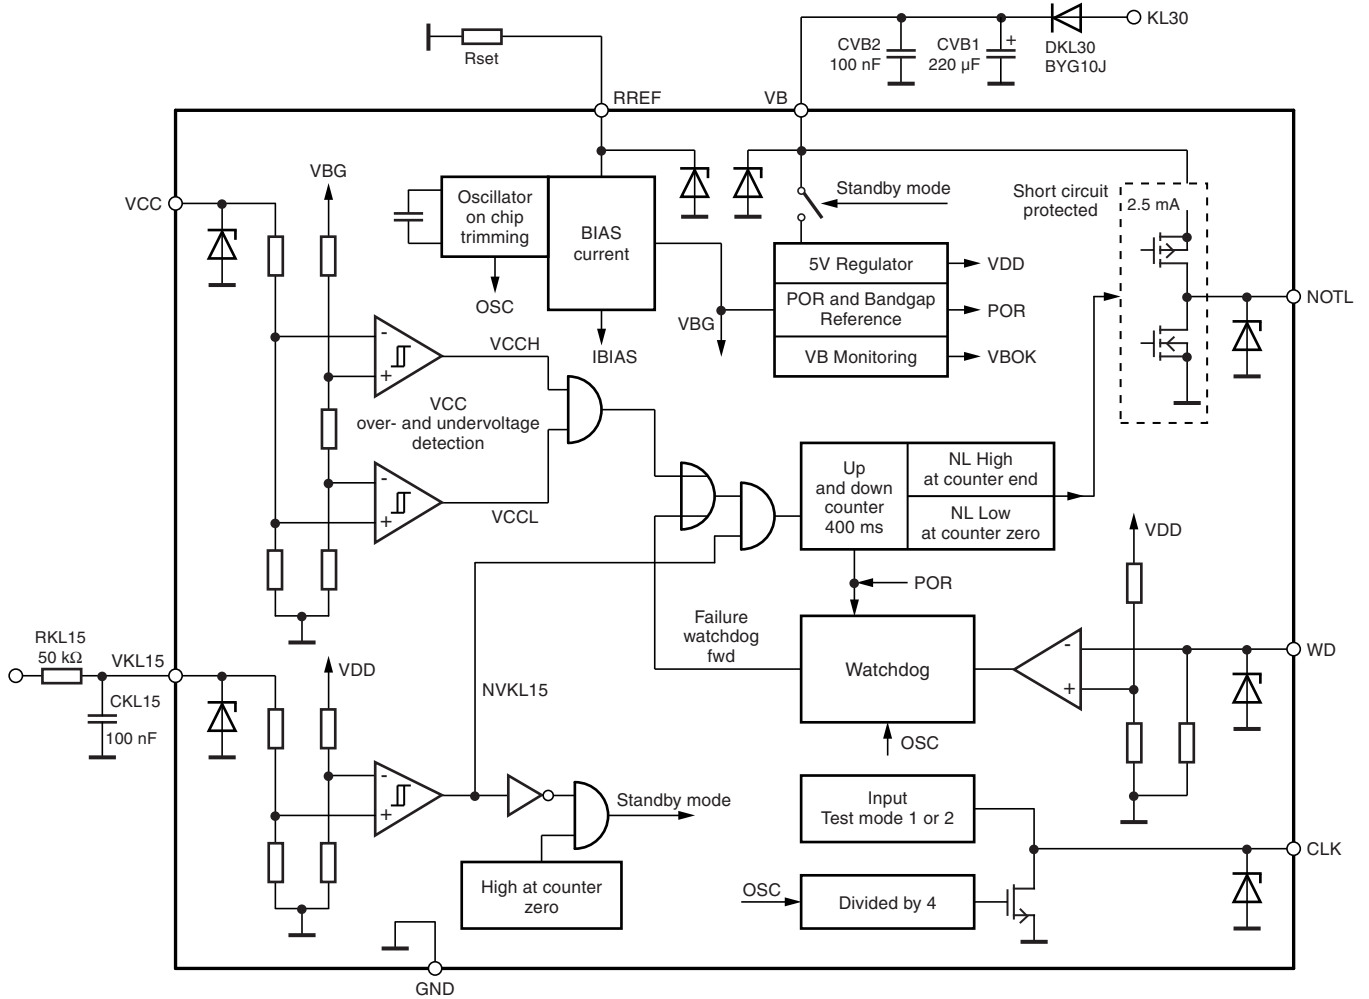 KL30
CVB2
100 nF
CVB1
220 µF
+
DKL30
BYG10J
Rset
RREF
VB
VBG
VCC
Oscillator
on chip
trimming
BIAS
current
Standby mode
Short circuit
protected
2.5 mA
5V Regulator
VDD
POR and Bandgap
Reference
POR
VB Monitoring
VBOK
OSC
VBG
IBIAS
NOTL
-
+
VCCH
VCC
over- and undervoltage
detection
-
+
VCCL
Up
and down
counter
400 ms
NL High
at counter end
NL Low
at counter zero
VDD
POR
RKL15
50 kΩ
VKL15
CKL15
100 nF
VDD
NVKL15
Failure
watchdog
fwd
Watchdog
-
+
WD
OSC
-
+
Standby mode
High at counter
zero
Input
Test mode 1 or 2
CLK
OSC
Divided by 4
GND